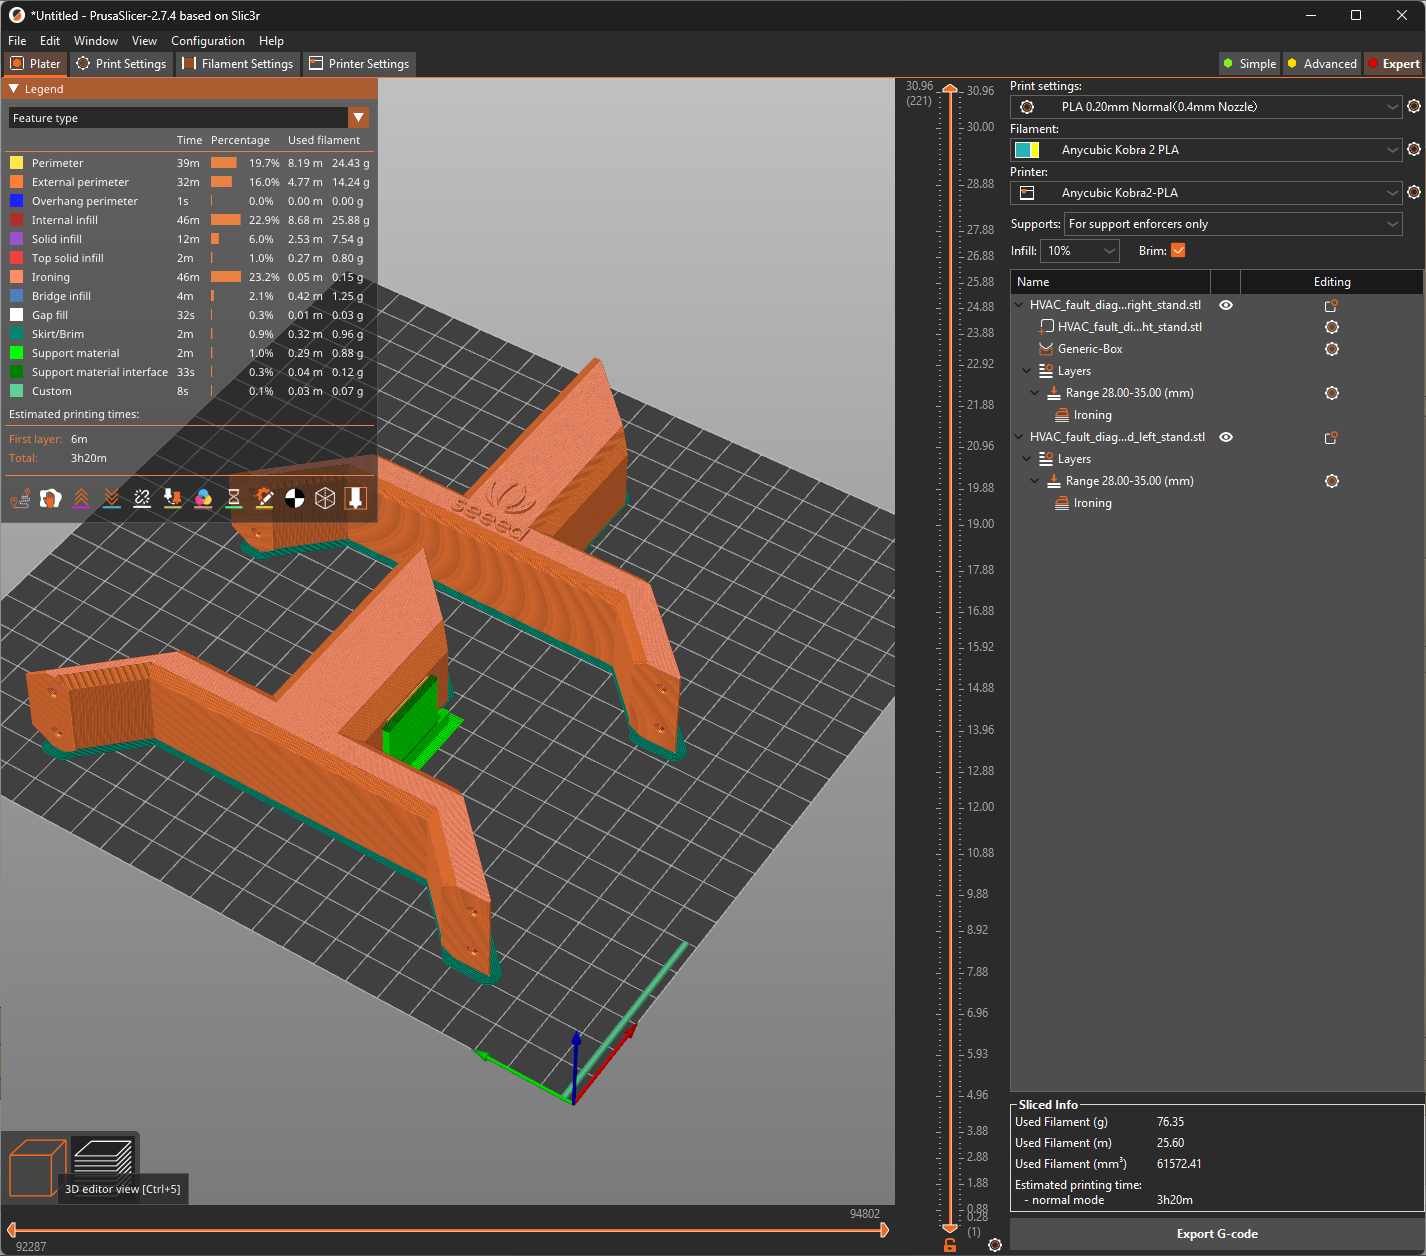 *Untitled - PrusaSlicer-2.7.4 based on Slic3r
File Edit Window View Configuration Help
Plater Print Settings Filament Settings Printer Settings Simple Advanced Expert
Legend
Feature type
Time Percentage Used filament
Perimeter 39m 19.7% 8.19 m 24.43 g
External perimeter 32m 16.0% 4.77 m 14.24 g
Overhang perimeter 1s 0.0% 0.00 m 0.00 g
Internal infill 46m 22.9% 8.68 m 25.88 g
Solid infill 12m 6.0% 2.53 m 7.54 g
Top solid infill 2m 1.0% 0.27 m 0.80 g
Ironing 46m 23.2% 0.05 m 0.15 g
Bridge infill 4m 2.1% 0.42 m 1.25 g
Gap fill 32s 0.3% 0.01 m 0.03 g
Skirt/Brim 2m 0.9% 0.32 m 0.96 g
Support material 2m 1.0% 0.29 m 0.88 g
Support material interface 33s 0.3% 0.04 m 0.12 g
Custom 8s 0.1% 0.03 m 0.07 g
Estimated printing times:
First layer: 6m
Total: 3h20m
seeed
3D editor view [Ctrl+5]
94802
92287
30.96
(221)
30.96
30.00
28.88
27.88
26.88
25.88
24.88
23.88
22.92
21.88
20.96
19.88
19.00
17.88
16.88
15.92
14.88
13.96
12.88
12.00
10.88
9.88
8.92
7.88
6.96
5.93
4.96
3.88
2.88
1.88
0.88
0.28
(1)
Print settings:
PLA 0.20mm Normal(0.4mm Nozzle)
Filament:
Anycubic Kobra 2 PLA
Printer:
Anycubic Kobra2-PLA
Supports: For support enforcers only
Infill: 10% Brim:
Name Editing
HVAC_fault_diag...right_stand.stl
HVAC_fault_di...ht_stand.stl
Generic-Box
Layers
Range 28.00-35.00 (mm)
Ironing
HVAC_fault_diag...d_left_stand.stl
Layers
Range 28.00-35.00 (mm)
Ironing
Sliced Info
Used Filament (g) 76.35
Used Filament (m) 25.60
Used Filament (mm³) 61572.41
Estimated printing time:
- normal mode 3h20m
Export G-code